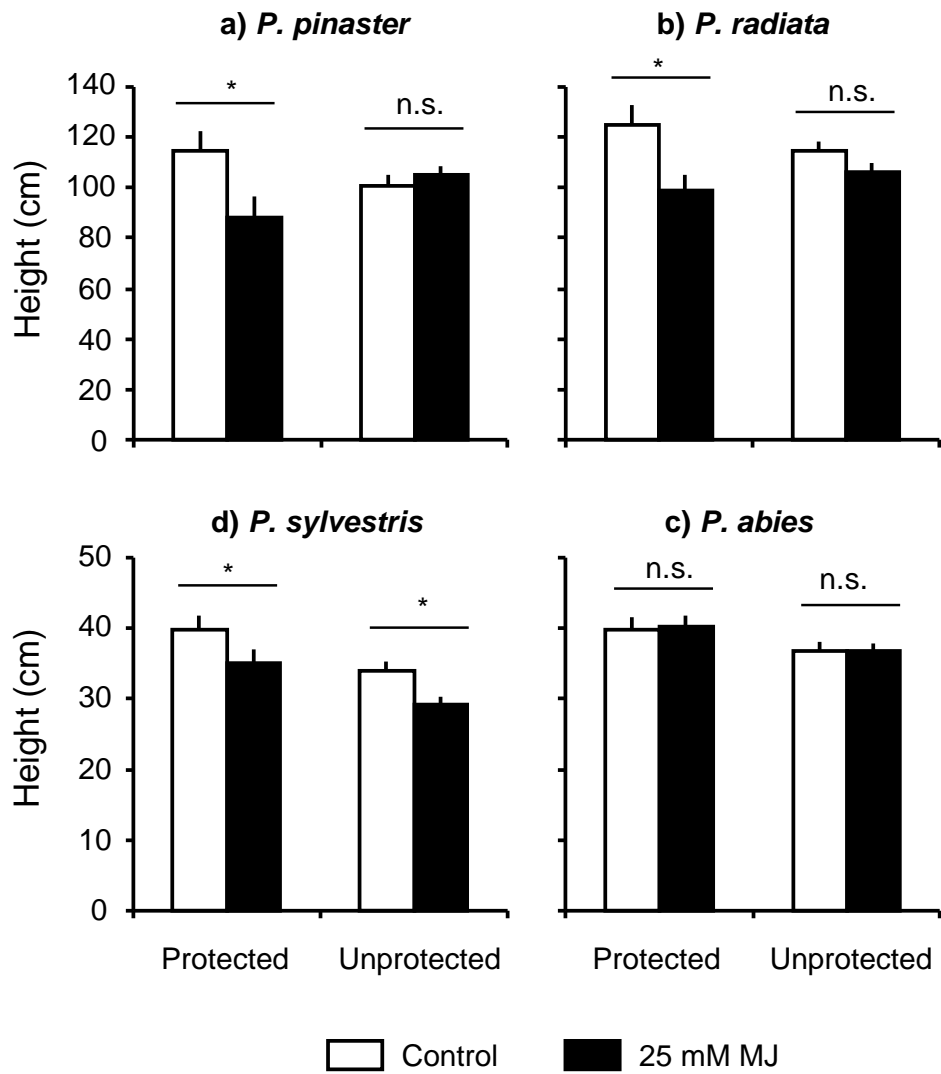 a) P. pinaster
b) P. radiata
140
120
100
80
60
40
20
0
Height (cm)
*
n.s.
*
n.s.
d) P. sylvestris
c) P. abies
50
40
30
20
10
0
Height (cm)
*
*
n.s.
n.s.
Protected
Unprotected
Protected
Unprotected
Control
25 mM MJ